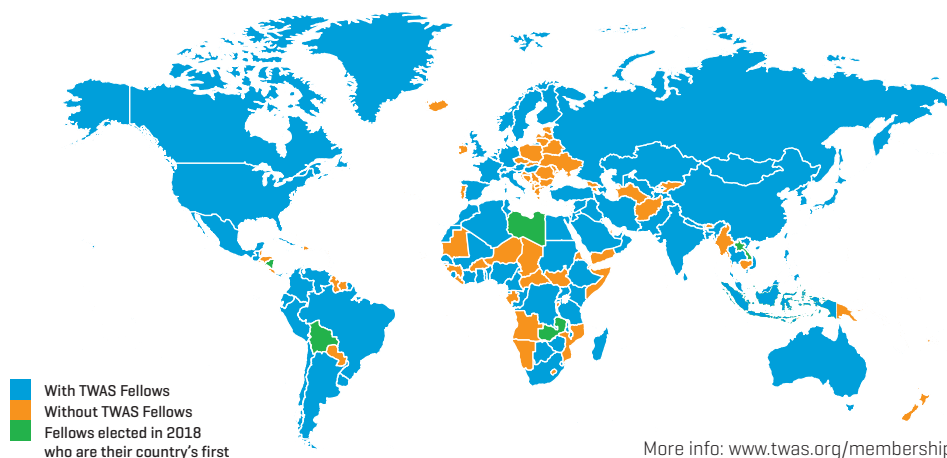 With TWAS Fellows
Without TWAS Fellows
Fellows elected in 2018
who are their country's first
More info: www.twas.org/membership